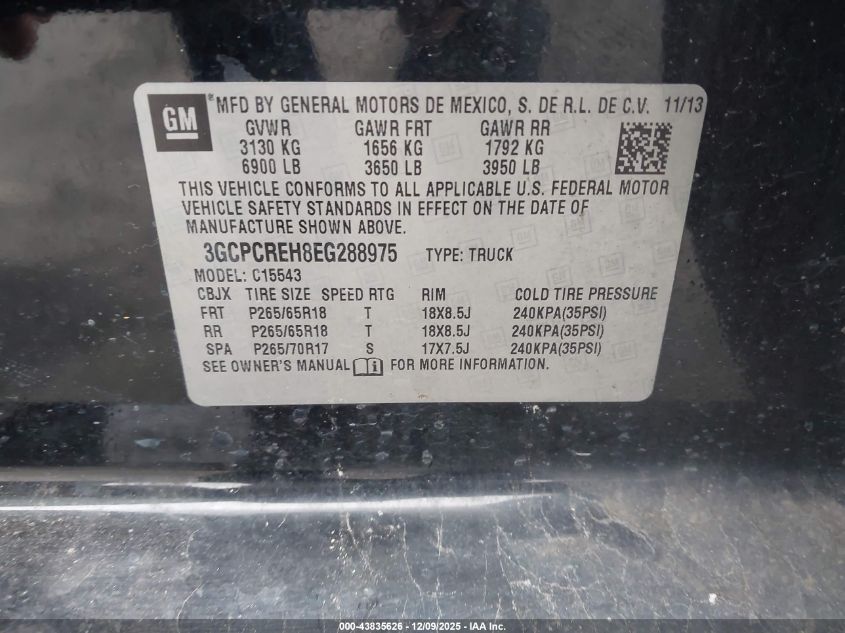 GM
*MFD BY GENERAL MOTORS DE MEXICO, S. DE R.L. DE C.V. 11/13
GVWR GAWR FRT GAWR RR
3130 KG 1656 KG 1792 KG
6900 LB 3650 LB 3950 LB
THIS VEHICLE CONFORMS TO ALL APPLICABLE U.S. FEDERAL MOTOR
VEHICLE SAFETY STANDARDS IN EFFECT ON THE DATE OF
MANUFACTURE SHOWN ABOVE.
3GCPCREH8EG288975 TYPE: TRUCK
MODEL: C15543
CBJX TIRE SIZE SPEED RTG RIM COLD TIRE PRESSURE
FRT P265/65R18 T 18X8.5J 240KPA(35PSI)
RR P265/65R18 T 18X8.5J 240KPA(35PSI)
SPA P265/70R17 S 17X7.5J 240KPA(35PSI)
SEE OWNER'S MANUAL FOR MORE INFORMATION.
000-43835626 - 12/09/2025 - IAA Inc.